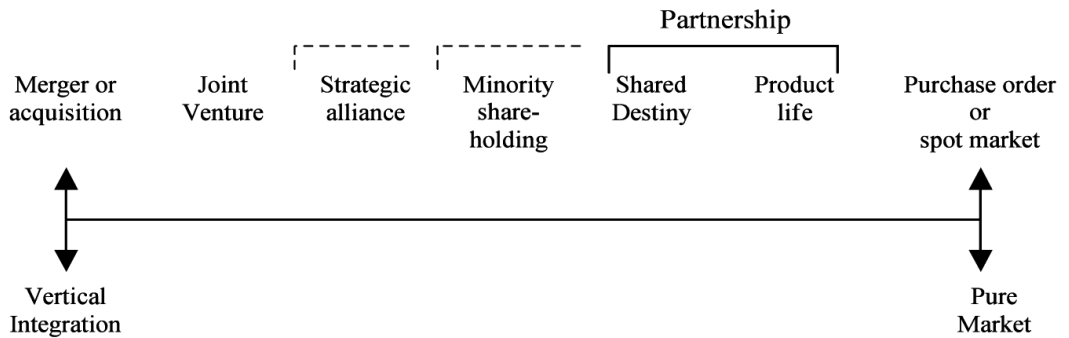 Partnership
Merger or
acquisition
Joint
Venture
Strategic
alliance
Minority
share-
holding
Shared
Destiny
Product
life
Purchase order
or
spot market
Vertical
Integration
Pure
Market